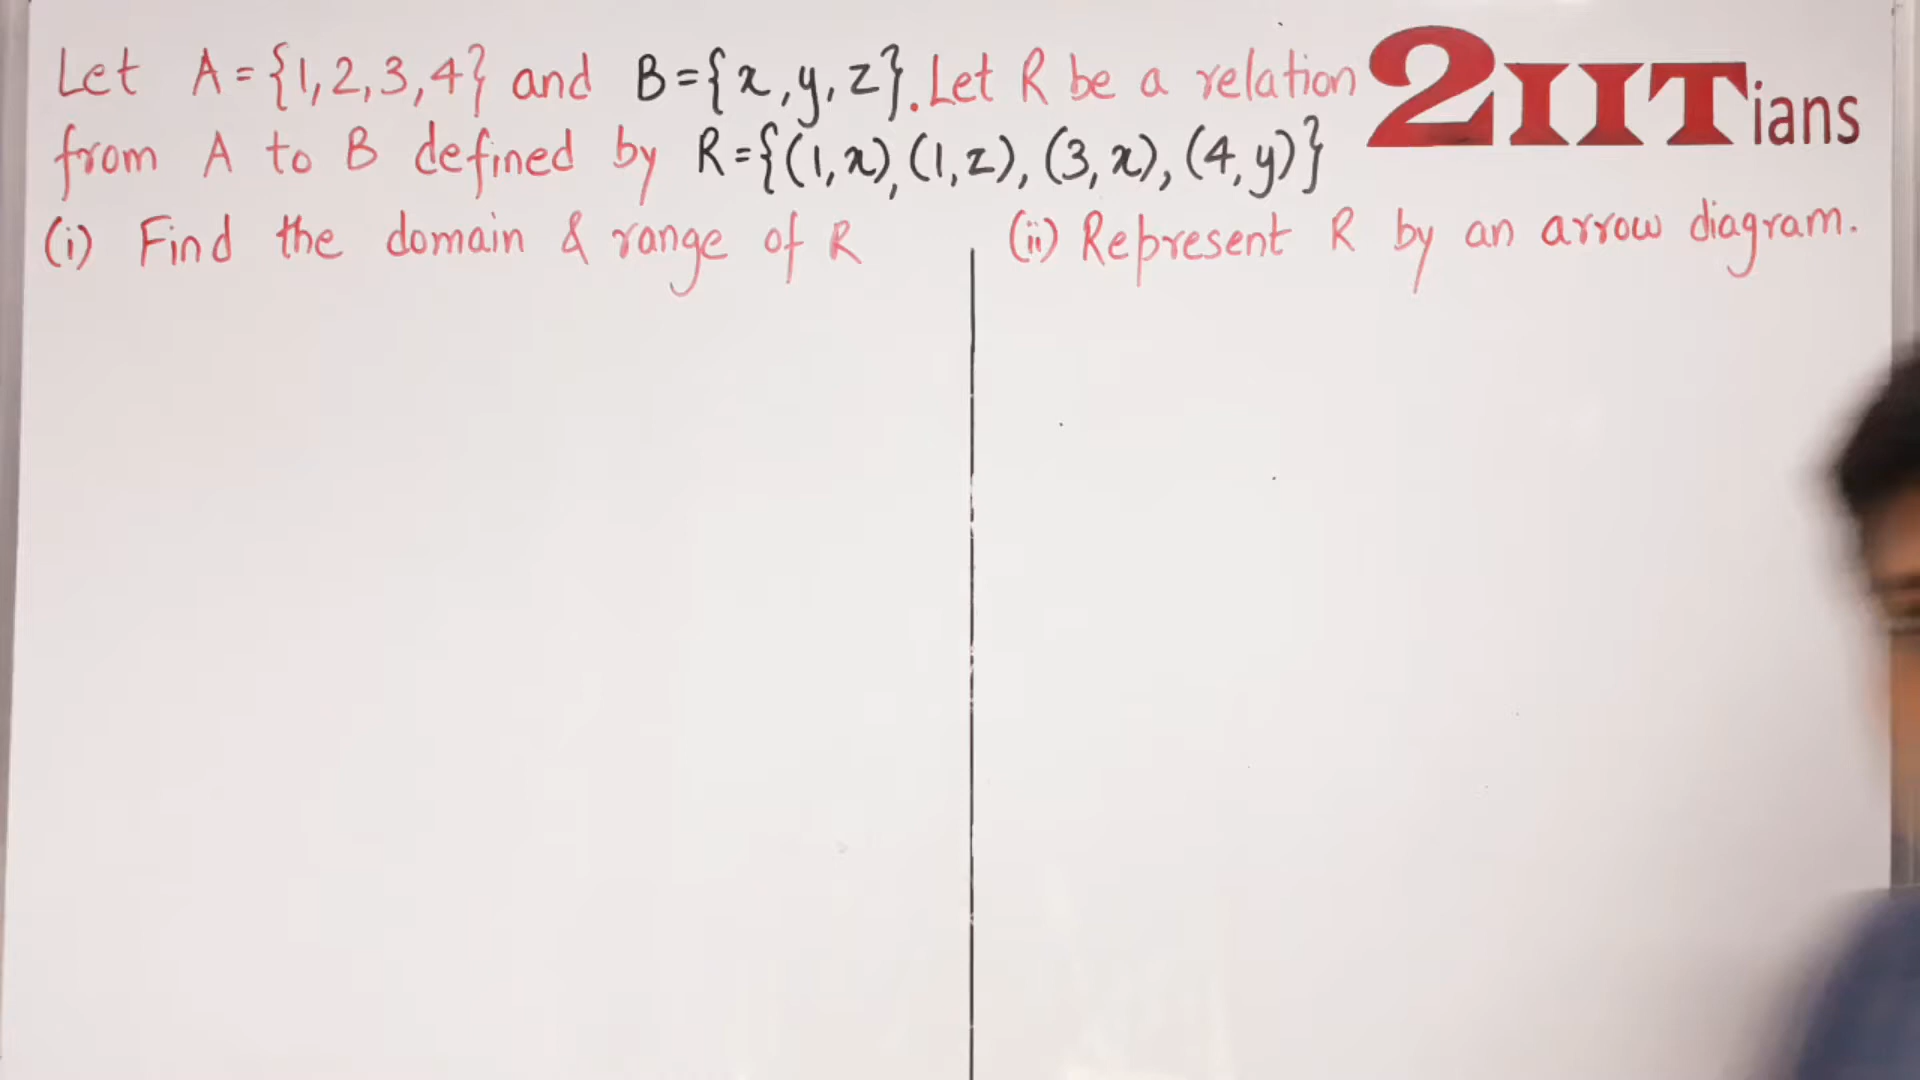 Let A={1,2,3,4} and B={x,y,z}. Let R be a relation
2IITians
from A to B defined by R={(1,x),(1,z),(3,x),(4,y)}
(i) Find the domain & range of R
(ii) Represent R by an arrow diagram.